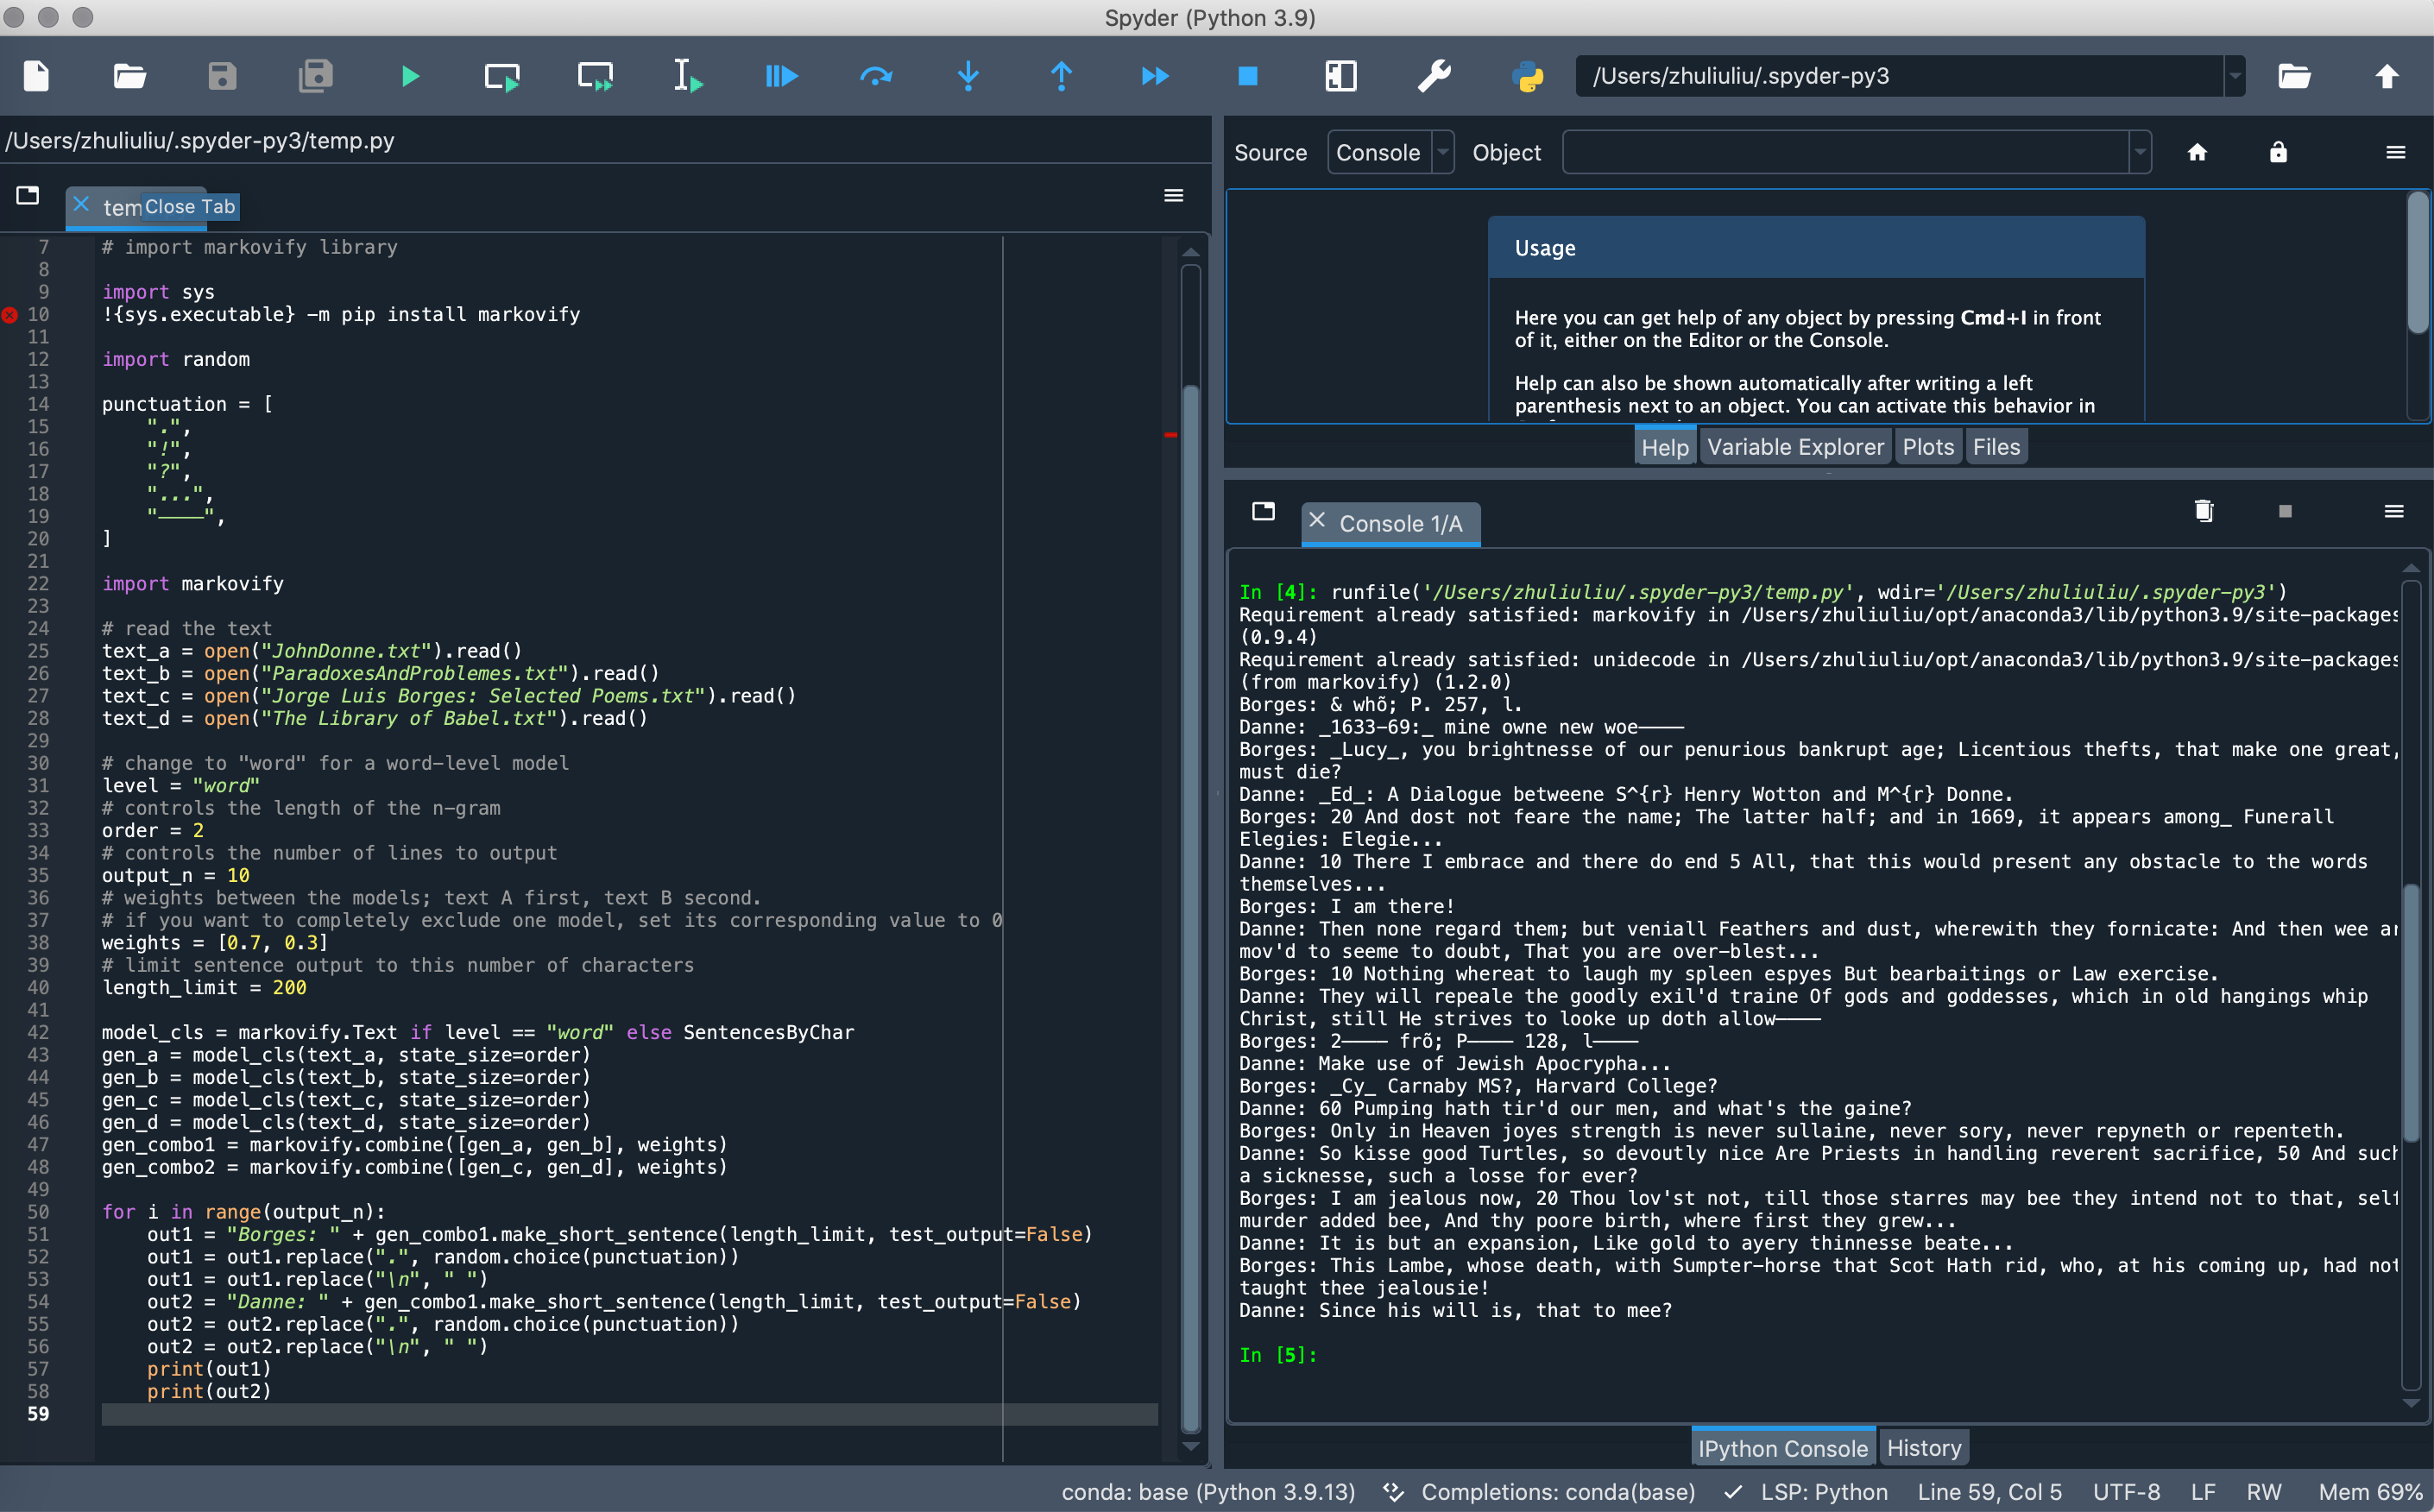 Spyder (Python 3.9)
/Users/zhuliuliu/.spyder-py3
/Users/zhuliuliu/.spyder-py3/temp.py
tem
Close Tab
7 # import markovify library
8
9 import sys
10 !{sys.executable} -m pip install markovify
11
12 import random
13
14 punctuation = [
15 ".",
16 "!",
17 "?",
18 "...",
19 "————",
20 ]
21
22 import markovify
23
24 # read the text
25 text_a = open("JohnDonne.txt").read()
26 text_b = open("ParadoxesAndProblemes.txt").read()
27 text_c = open("Jorge Luis Borges: Selected Poems.txt").read()
28 text_d = open("The Library of Babel.txt").read()
29
30 # change to "word" for a word-level model
31 level = "word"
32 # controls the length of the n-gram
33 order = 2
34 # controls the number of lines to output
35 output_n = 10
36 # weights between the models; text A first, text B second.
37 # if you want to completely exclude one model, set its corresponding value to 0
38 weights = [0.7, 0.3]
39 # limit sentence output to this number of characters
40 length_limit = 200
41
42 model_cls = markovify.Text if level == "word" else SentencesByChar
43 gen_a = model_cls(text_a, state_size=order)
44 gen_b = model_cls(text_b, state_size=order)
45 gen_c = model_cls(text_c, state_size=order)
46 gen_d = model_cls(text_d, state_size=order)
47 gen_combo1 = markovify.combine([gen_a, gen_b], weights)
48 gen_combo2 = markovify.combine([gen_c, gen_d], weights)
49
50 for i in range(output_n):
51 out1 = "Borges: " + gen_combo1.make_short_sentence(length_limit, test_output=False)
52 out1 = out1.replace(".", random.choice(punctuation))
53 out1 = out1.replace("\n", " ")
54 out2 = "Danne: " + gen_combo1.make_short_sentence(length_limit, test_output=False)
55 out2 = out2.replace(".", random.choice(punctuation))
56 out2 = out2.replace("\n", " ")
57 print(out1)
58 print(out2)
59
Source Console Object
Usage
Here you can get help of any object by pressing Cmd+I in front
of it, either on the Editor or the Console.
Help can also be shown automatically after writing a left
parenthesis next to an object. You can activate this behavior in
Help Variable Explorer Plots Files
Console 1/A
In [4]: runfile('/Users/zhuliuliu/.spyder-py3/temp.py', wdir='/Users/zhuliuliu/.spyder-py3')
Requirement already satisfied: markovify in /Users/zhuliuliu/opt/anaconda3/lib/python3.9/site-packages
(0.9.4)
Requirement already satisfied: unidecode in /Users/zhuliuliu/opt/anaconda3/lib/python3.9/site-packages
(from markovify) (1.2.0)
Borges: & whõ; P. 257, l.
Danne: _1633-69:_ mine owne new woe————
Borges: _Lucy_, you brightnesse of our penurious bankrupt age; Licentious thefts, that make one great,
must die?
Danne: _Ed_: A Dialogue betweene S^{r} Henry Wotton and M^{r} Donne.
Borges: 20 And dost not feare the name; The latter half; and in 1669, it appears among_ Funerall
Elegies: Elegie...
Danne: 10 There I embrace and there do end 5 All, that this would present any obstacle to the words
themselves...
Borges: I am there!
Danne: Then none regard them; but veniall Feathers and dust, wherewith they fornicate: And then wee ar
mov'd to seeme to doubt, That you are over-blest...
Borges: 10 Nothing whereat to laugh my spleen espyes But bearbaitings or Law exercise.
Danne: They will repeale the goodly exil'd traine Of gods and goddesses, which in old hangings whip
Christ, still He strives to looke up doth allow————
Borges: 2———— frõ; P———— 128, l————
Danne: Make use of Jewish Apocrypha...
Borges: _Cy_ Carnaby MS?, Harvard College?
Danne: 60 Pumping hath tir'd our men, and what's the gaine?
Borges: Only in Heaven joyes strength is never sullaine, never sory, never repyneth or repenteth.
Danne: So kisse good Turtles, so devoutly nice Are Priests in handling reverent sacrifice, 50 And such
a sicknesse, such a losse for ever?
Borges: I am jealous now, 20 Thou lov'st not, till those starres may bee they intend not to that, self
murder added bee, And thy poore birth, where first they grew...
Danne: It is but an expansion, Like gold to ayery thinnesse beate...
Borges: This Lambe, whose death, with Sumpter-horse that Scot Hath rid, who, at his coming up, had not
taught thee jealousie!
Danne: Since his will is, that to mee?
In [5]:
IPython Console History
conda: base (Python 3.9.13) Completions: conda(base) LSP: Python Line 59, Col 5 UTF-8 LF RW Mem 69%